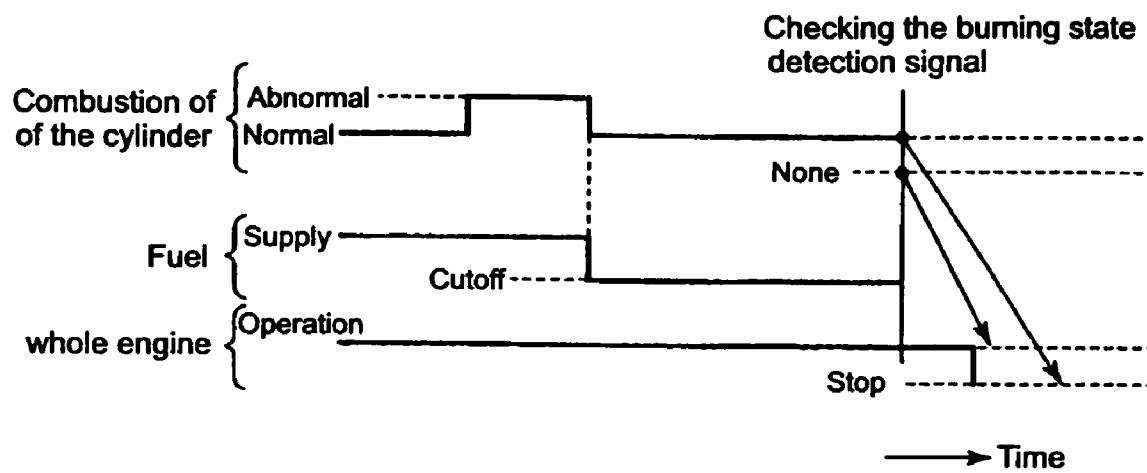 Checking the burning state
detection signal
Combustion of
of the cylinder
Abnormal
Normal
None
Fuel
Supply
Cutoff
whole engine
Operation
Stop
Time